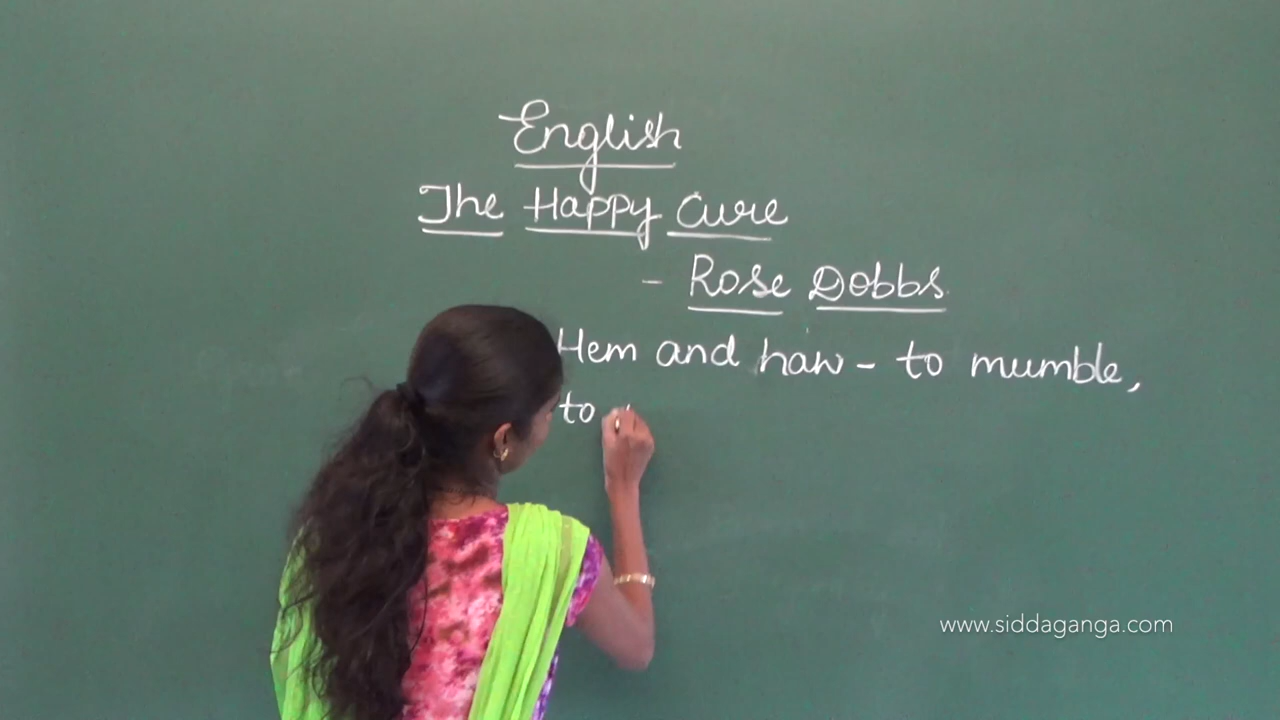 English
The Happy Cure
- Rose Dobbs
Hem and haw - to mumble,
to
www.siddaganga.com